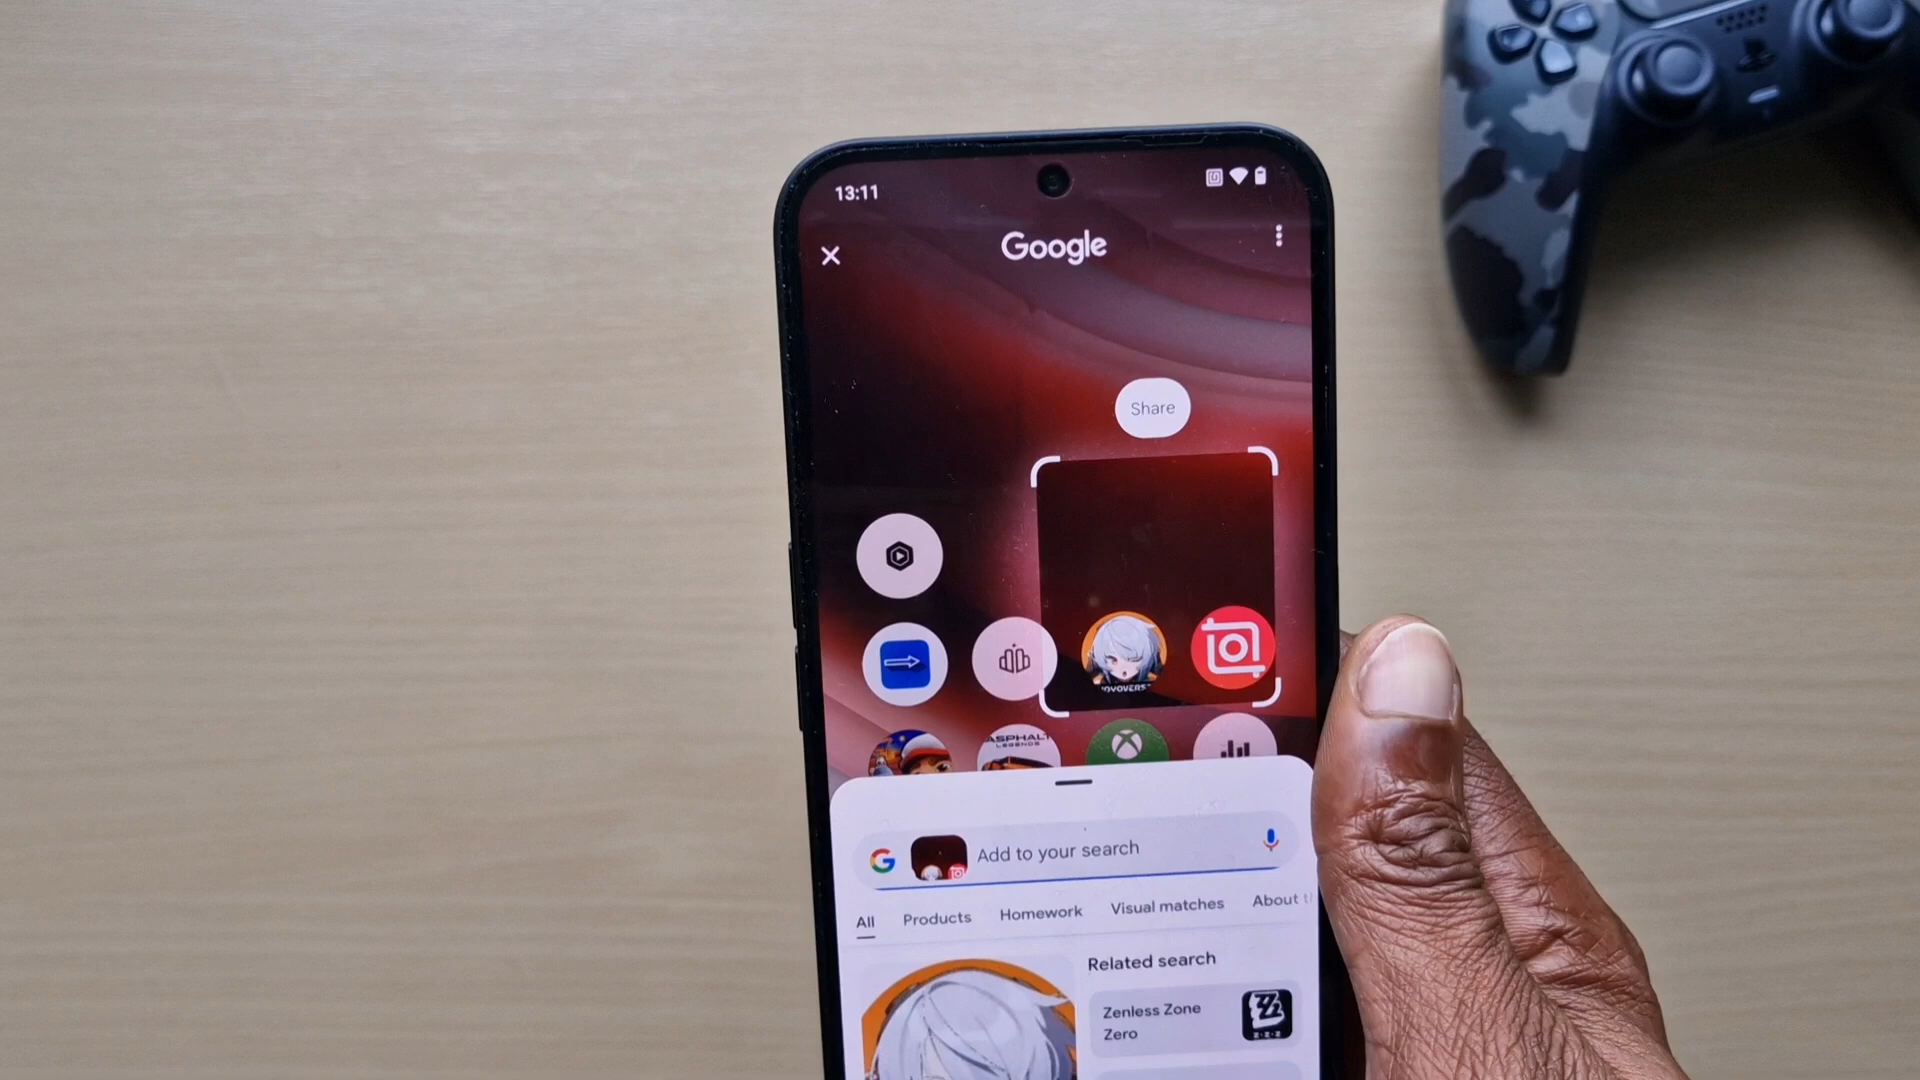 13:11
Google
Share
ASPHALT
LEGENDS
Add to your search
All Products Homework Visual matches About
Related search
Zenless Zone
Zero